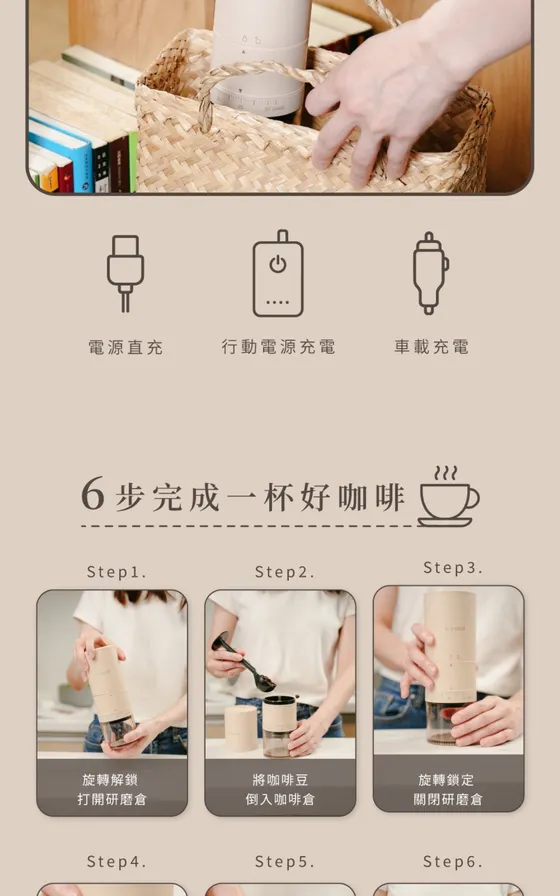 電源直充
行動電源充電
車載充電
6步完成一杯好咖啡
Step1.
Step2.
Step3.
旋轉解鎖
打開研磨倉
將咖啡豆
倒入咖啡倉
旋轉鎖定
關閉研磨倉
Step4.
Step5.
Step6.